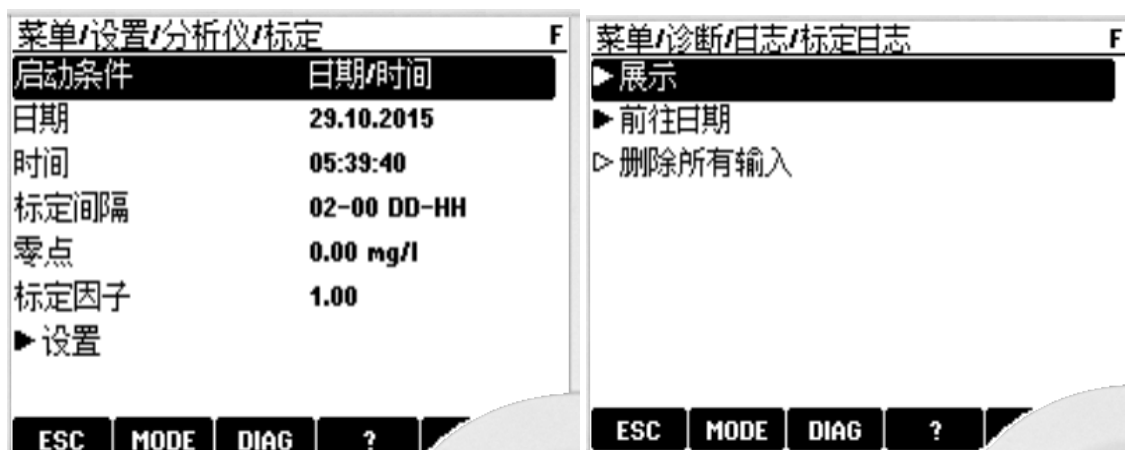 菜单/设置/分析仪/标定 F
启动条件 日期/时间
日期 29.10.2015
时间 05:39:40
标定间隔 02-00 DD-HH
零点 0.00 mg/l
标定因子 1.00
▶设置
ESC MODE DIAG ?
菜单/诊断/日志/标定日志 F
▶展示
▶前往日期
▷删除所有输入
ESC MODE DIAG ?